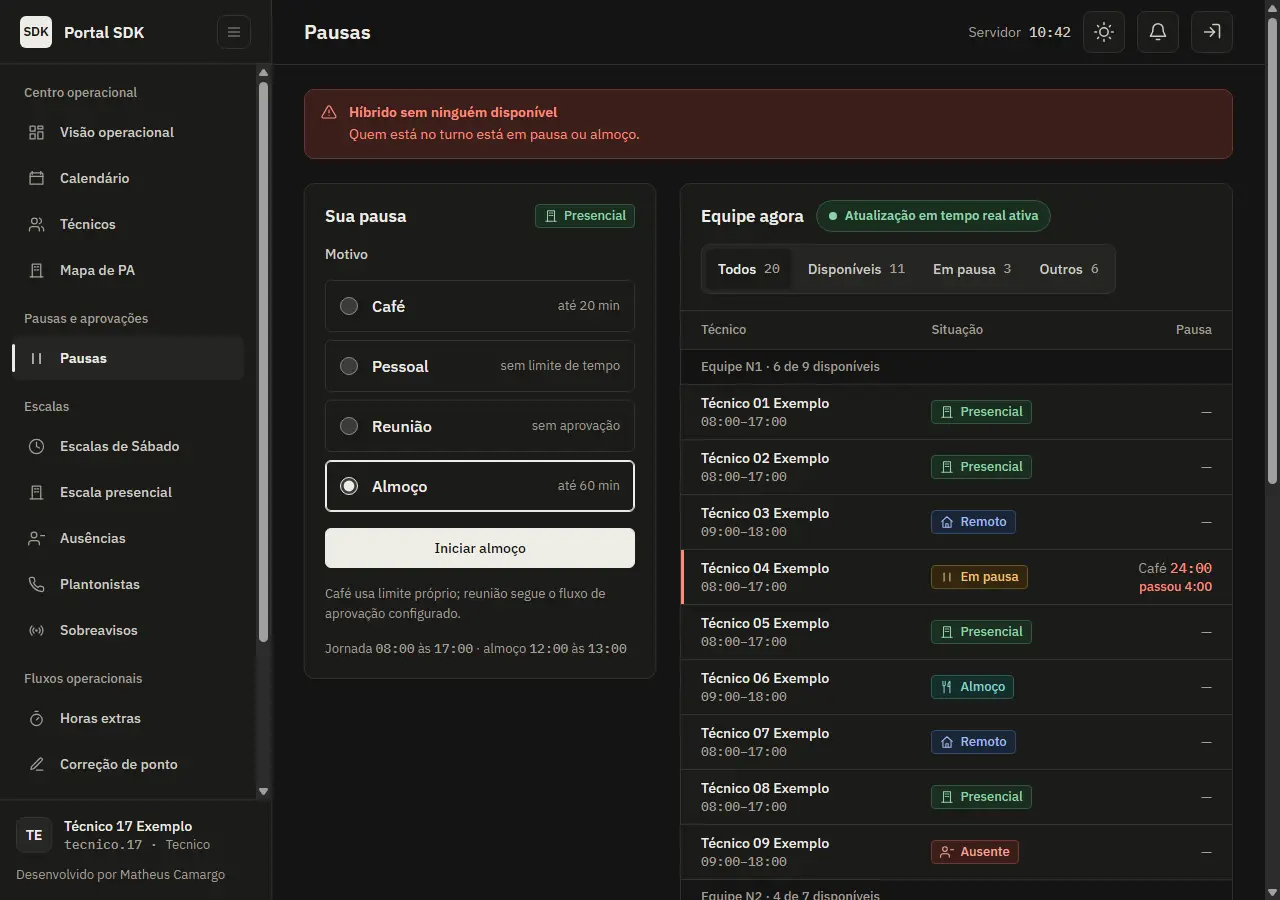 SDK
Portal SDK
Centro operacional
Visão operacional
Calendário
Técnicos
Mapa de PA
Pausas e aprovações
Pausas
Escalas
Escalas de Sábado
Escala presencial
Ausências
Plantonistas
Sobreavisos
Fluxos operacionais
Horas extras
Correção de ponto
TE
Técnico 17 Exemplo
tecnico.17 · Tecnico
Desenvolvido por Matheus Camargo
Pausas
Servidor 10:42
Híbrido sem ninguém disponível
Quem está no turno está em pausa ou almoço.
Sua pausa
Presencial
Motivo
Café até 20 min
Pessoal sem limite de tempo
Reunião sem aprovação
Almoço até 60 min
Iniciar almoço
Café usa limite próprio; reunião segue o fluxo de
aprovação configurado.
Jornada 08:00 às 17:00 · almoço 12:00 às 13:00
Equipe agora
Atualização em tempo real ativa
Todos 20 Disponíveis 11 Em pausa 3 Outros 6
Técnico Situação Pausa
Equipe N1 · 6 de 9 disponíveis
Técnico 01 Exemplo
08:00–17:00
Presencial
—
Técnico 02 Exemplo
08:00–17:00
Presencial
—
Técnico 03 Exemplo
09:00–18:00
Remoto
—
Técnico 04 Exemplo
08:00–17:00
Em pausa
Café 24:00
passou 4:00
Técnico 05 Exemplo
08:00–17:00
Presencial
—
Técnico 06 Exemplo
09:00–18:00
Almoço
—
Técnico 07 Exemplo
08:00–17:00
Remoto
—
Técnico 08 Exemplo
08:00–17:00
Presencial
—
Técnico 09 Exemplo
09:00–18:00
Ausente
—
Equipe N2 · 4 de 7 disponíveis